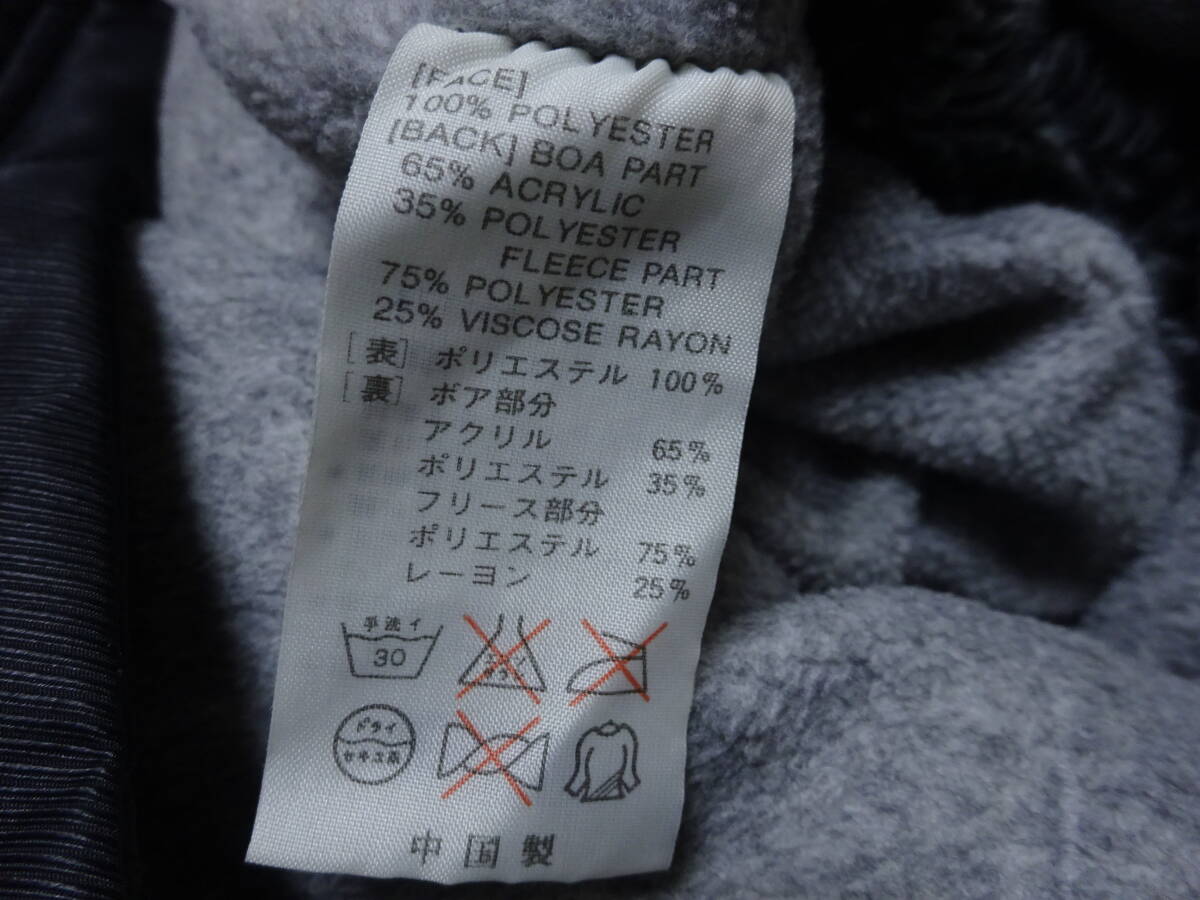 [FACE]
100% POLYESTER
[BACK] BOA PART
65% ACRYLIC
35% POLYESTER
FLEECE PART
75% POLYESTER
25% VISCOSE RAYON
[表] ポリエステル 100%
[裏] ボア部分
アクリル 65%
ポリエステル 35%
フリース部分
ポリエステル 75%
レーヨン 25%
手洗イ
30
ドライ
セキユ系
中国製